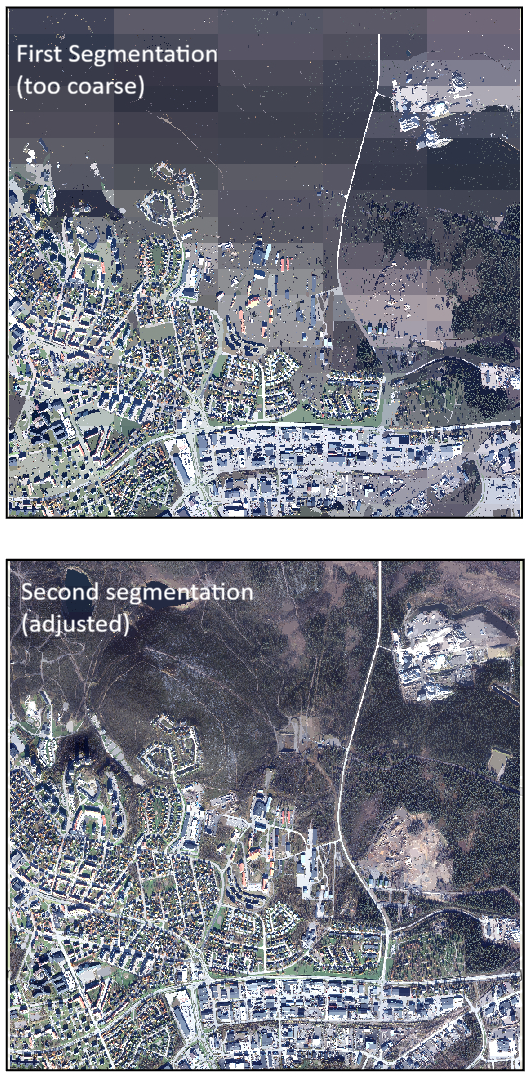 First Segmentation
(too coarse)
Second segmentation
(adjusted)